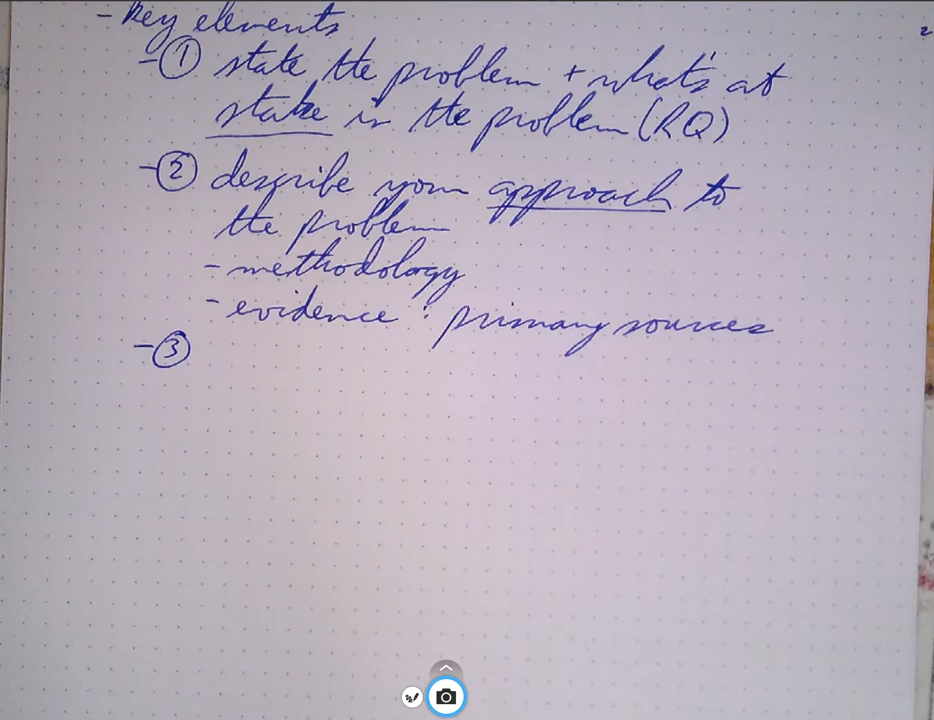 - Key elements
- ① state the problem + what's at
stake in the problem (RQ)
- ② describe your approach to
the problem
- methodology
- evidence : primary sources
- ③
2